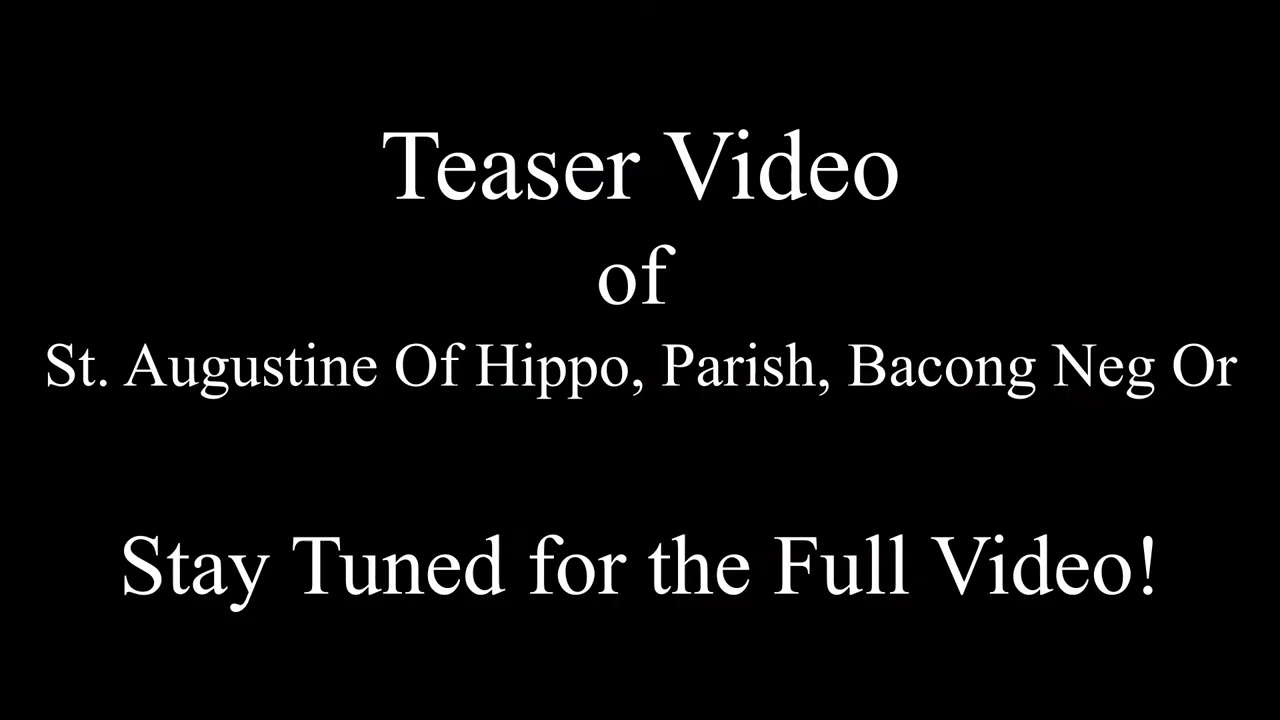 Teaser Video
of
St. Augustine Of Hippo, Parish, Bacong Neg Or
Stay Tuned for the Full Video!